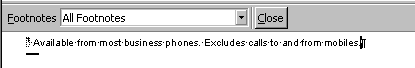 Footnotes All Footnotes Close
Available from most business phones. Excludes calls to and from mobiles.¶